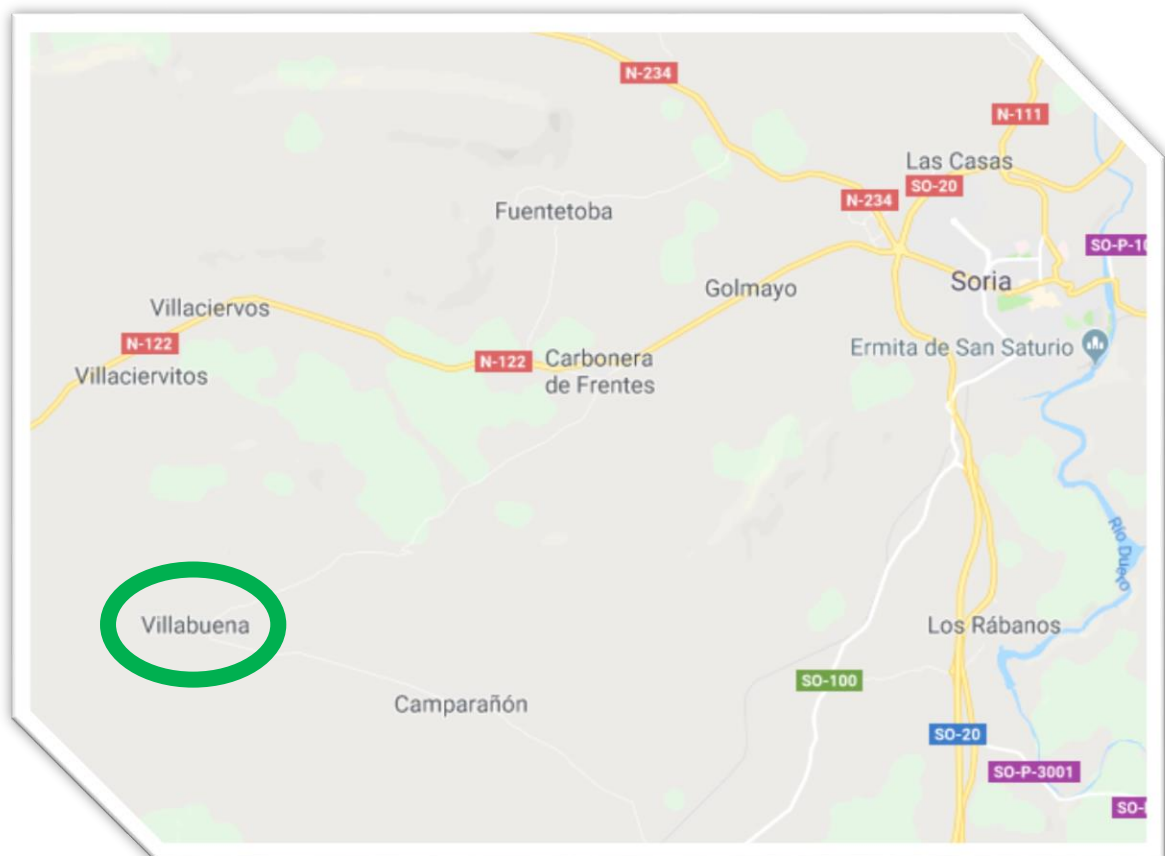 N-234
N-111
Las Casas
SO-20
N-234
Fuentetoba
SO-P-10
Soria
Golmayo
Villaciervos
N-122
Ermita de San Saturio
N-122
Carbonera
de Frentes
Villaciervitos
Río Duero
Villabuena
Los Rábanos
SO-100
Camparañón
SO-20
SO-P-3001
SO-